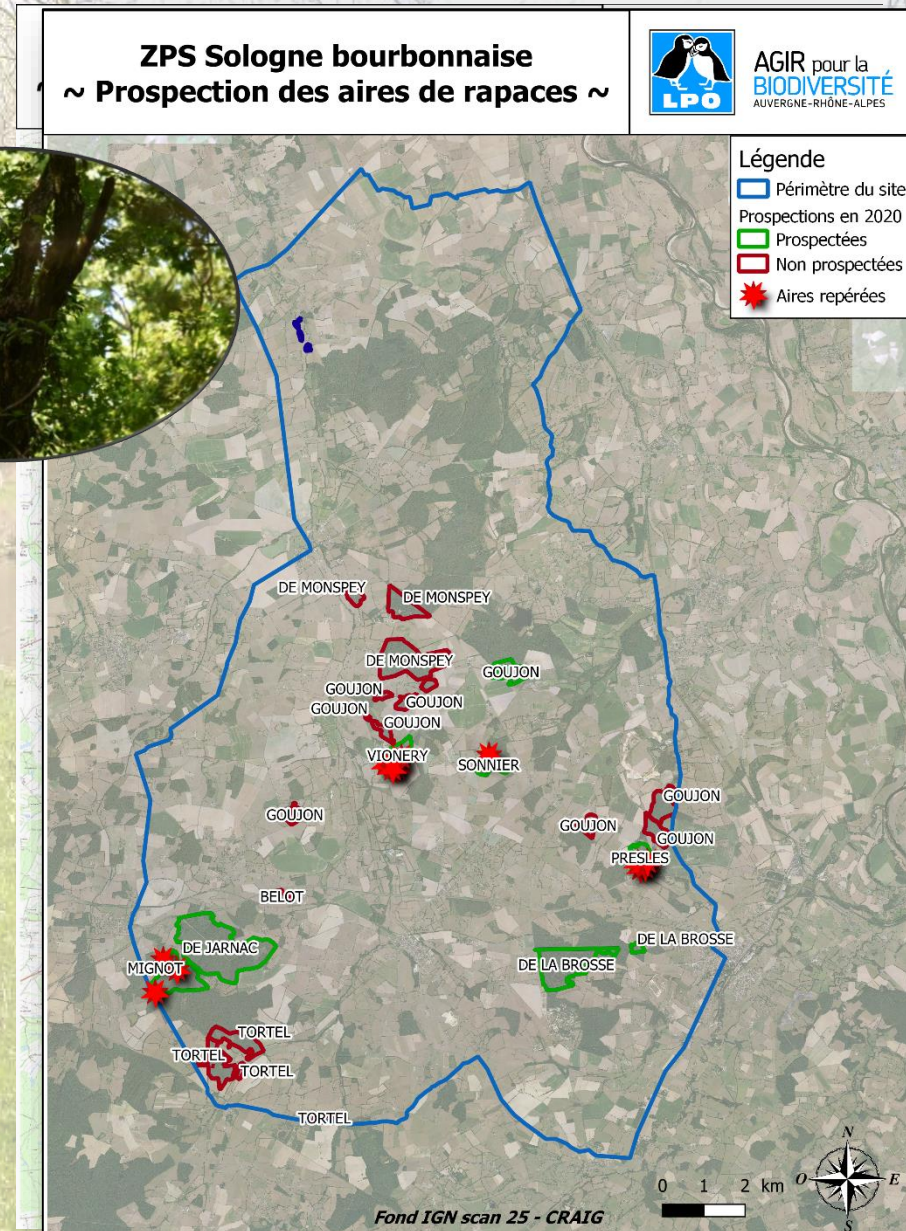 ZPS Sologne bourbonnaise
~ Prospection des aires de rapaces ~
LPO
AGIR pour la
BIODIVERSITÉ
AUVERGNE-RHÔNE-ALPES
Légende
Périmètre du site
Prospections en 2020
Prospectées
Non prospectées
Aires repérées
DE MONSPEY
DE MONSPEY
DE MONSPEY
GOUJON
GOUJON
GOUJON
GOUJON
GOUJON
VIONERY
SONNIER
GOUJON
GOUJON
GOUJON
GOUJON
PRESLES
BELOT
DE JARNAC
MIGNOT
DE LA BROSSE
DE LA BROSSE
TORTEL
TORTEL
TORTEL
TORTEL
N
O
E
S
0 1 2 km
Fond IGN scan 25 - CRAIG